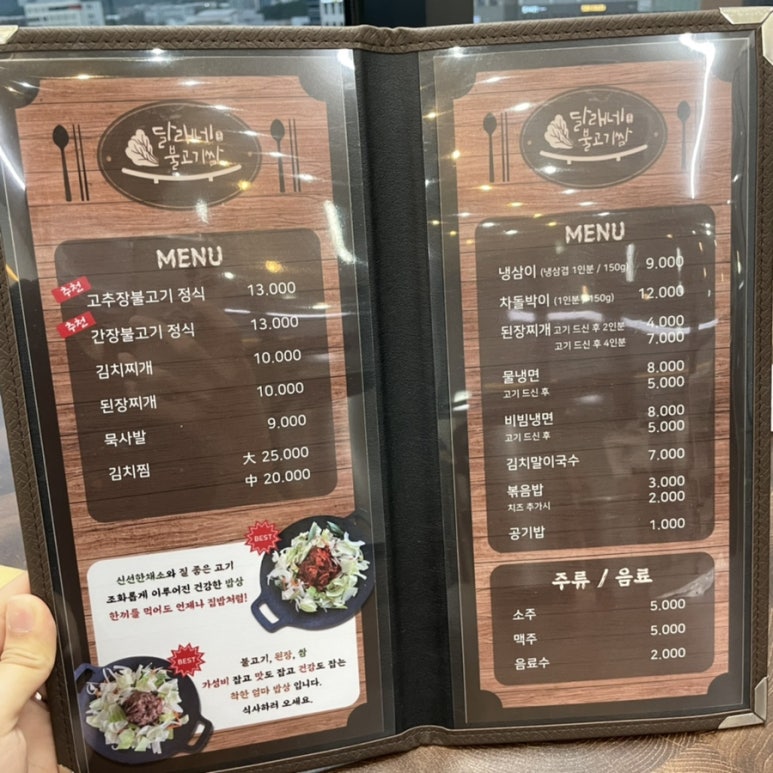 달래네
불고기쌈
MENU
추천 고추장불고기 정식 13.000
추천 간장불고기 정식 13.000
김치찌개 10.000
된장찌개 10.000
묵사발 9.000
김치찜 大 25.000
中 20.000
BEST
신선한채소와 질 좋은 고기
조화롭게 이루어진 건강한 밥상
한끼를 먹어도 언제나 집밥처럼!
BEST
불고기, 된장, 쌈
가성비 잡고 맛도 잡고 건강도 잡는
착한 엄마 밥상 입니다.
식사하러 오세요.
달래네
불고기쌈
MENU
냉삼이 (냉삼겹 1인분 / 150g) 9.000
차돌박이 (1인분 / 150g) 12.000
된장찌개 고기 드신 후 2인분 4.000
고기 드신 후 4인분 7.000
물냉면 8.000
고기 드신 후 5.000
비빔냉면 8.000
고기 드신 후 5.000
김치말이국수 7.000
볶음밥 3.000
치즈 추가시 2.000
공기밥 1.000
주류 / 음료
소주 5.000
맥주 5.000
음료수 2.000